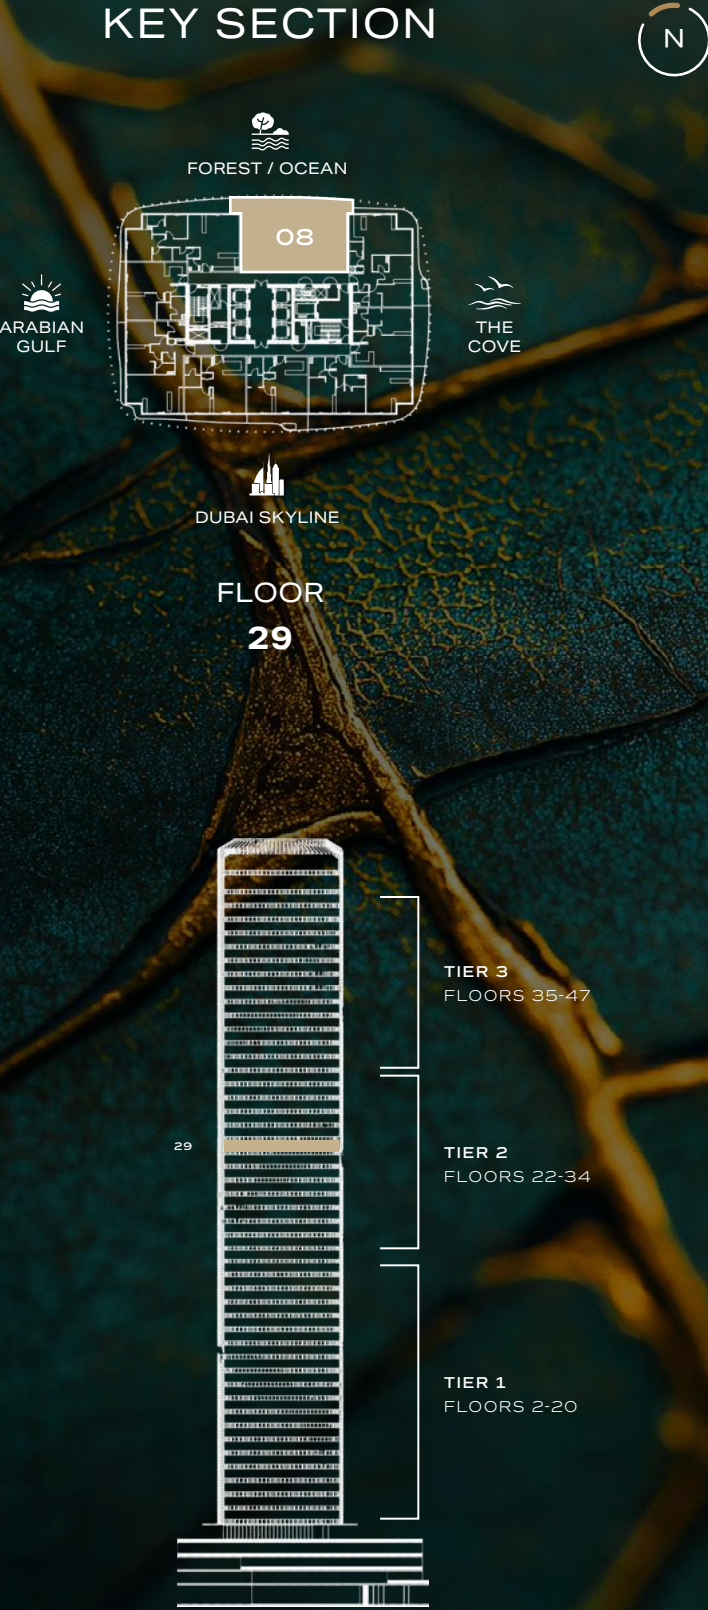 KEY SECTION
N
FOREST / OCEAN
08
ARABIAN
GULF
THE
COVE
DUBAI SKYLINE
FLOOR
29
TIER 3
FLOORS 35-47
29
TIER 2
FLOORS 22-34
TIER 1
FLOORS 2-20